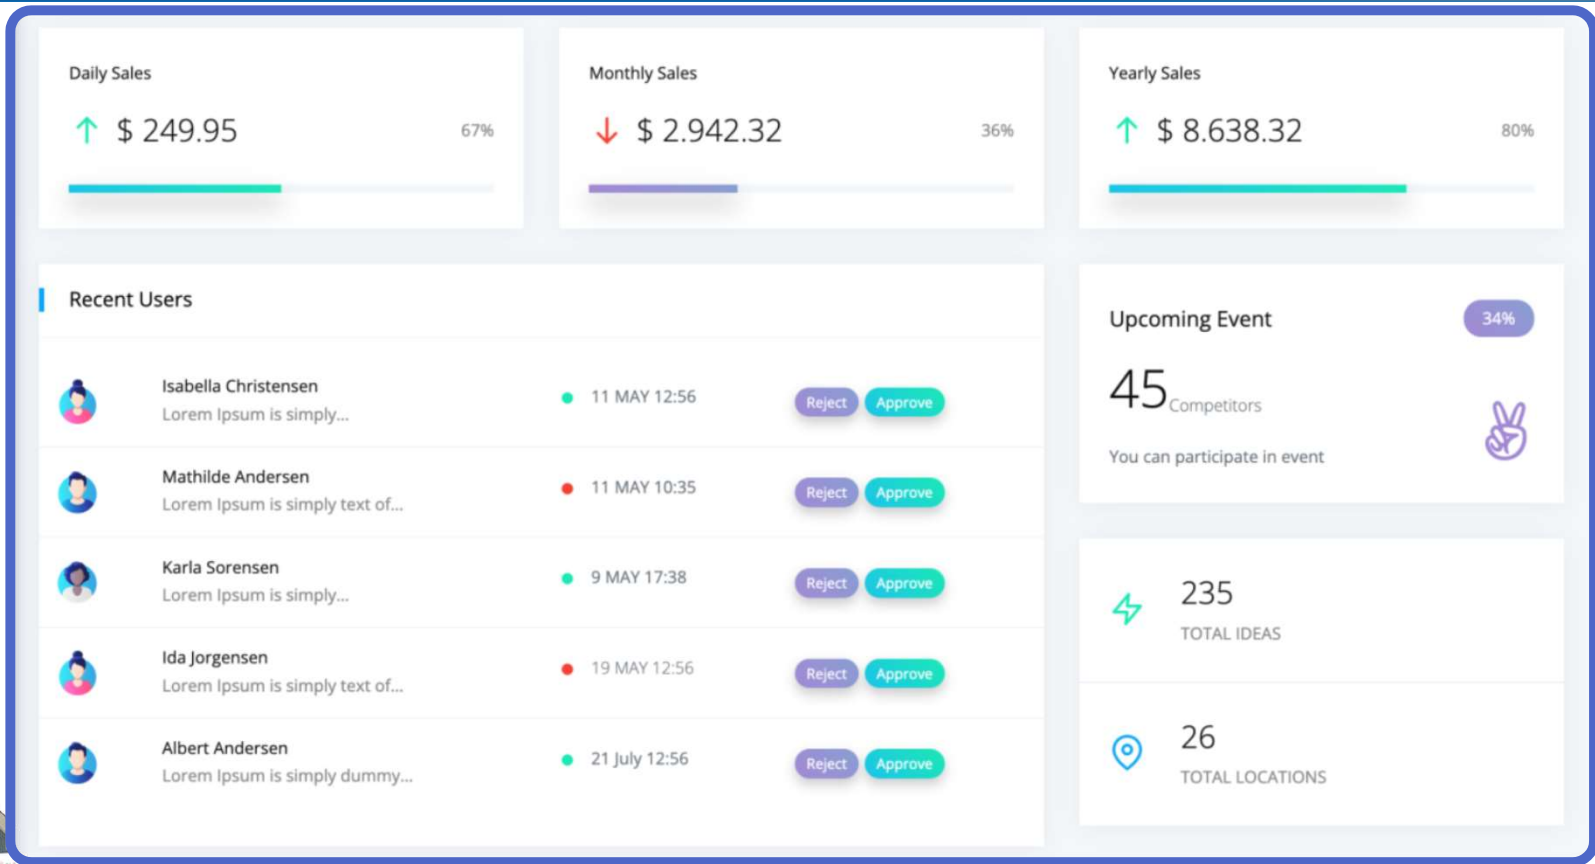 Daily Sales
$ 249.95
67%
Monthly Sales
$ 2.942.32
36%
Yearly Sales
$ 8.638.32
80%
Recent Users
Isabella Christensen
Lorem Ipsum is simply...
11 MAY 12:56
Reject Approve
Mathilde Andersen
Lorem Ipsum is simply text of...
11 MAY 10:35
Reject Approve
Karla Sorensen
Lorem Ipsum is simply...
9 MAY 17:38
Reject Approve
Ida Jorgensen
Lorem Ipsum is simply text of...
19 MAY 12:56
Reject Approve
Albert Andersen
Lorem Ipsum is simply dummy...
21 July 12:56
Reject Approve
Upcoming Event
34%
45 Competitors
You can participate in event
235
TOTAL IDEAS
26
TOTAL LOCATIONS